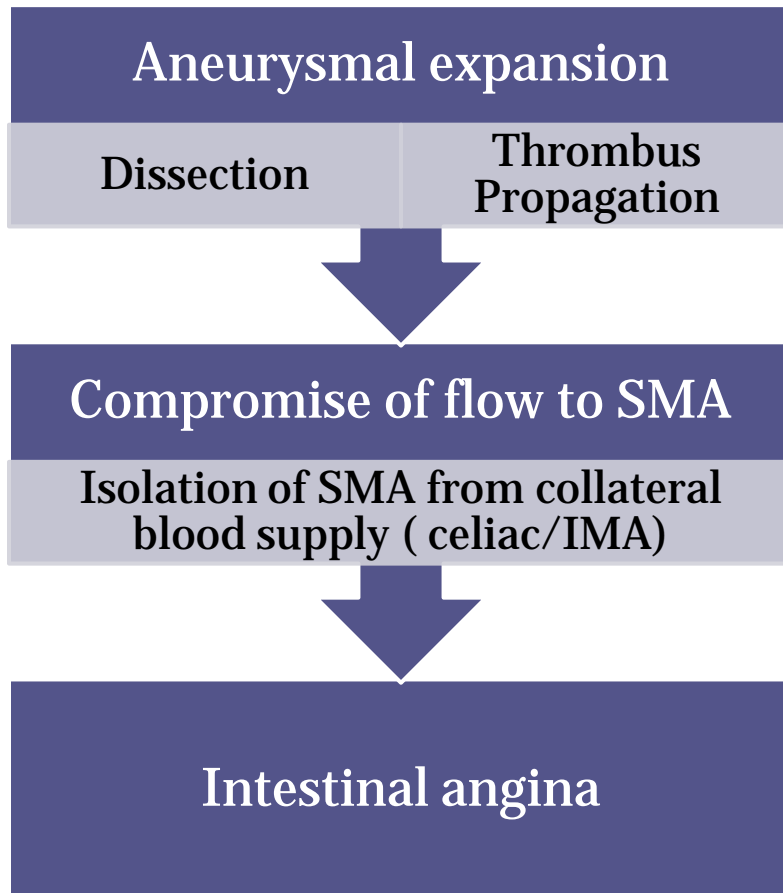 Aneurysmal expansion
Dissection
Thrombus
Propagation
Compromise of flow to SMA
Isolation of SMA from collateral
blood supply ( celiac/IMA)
Intestinal angina